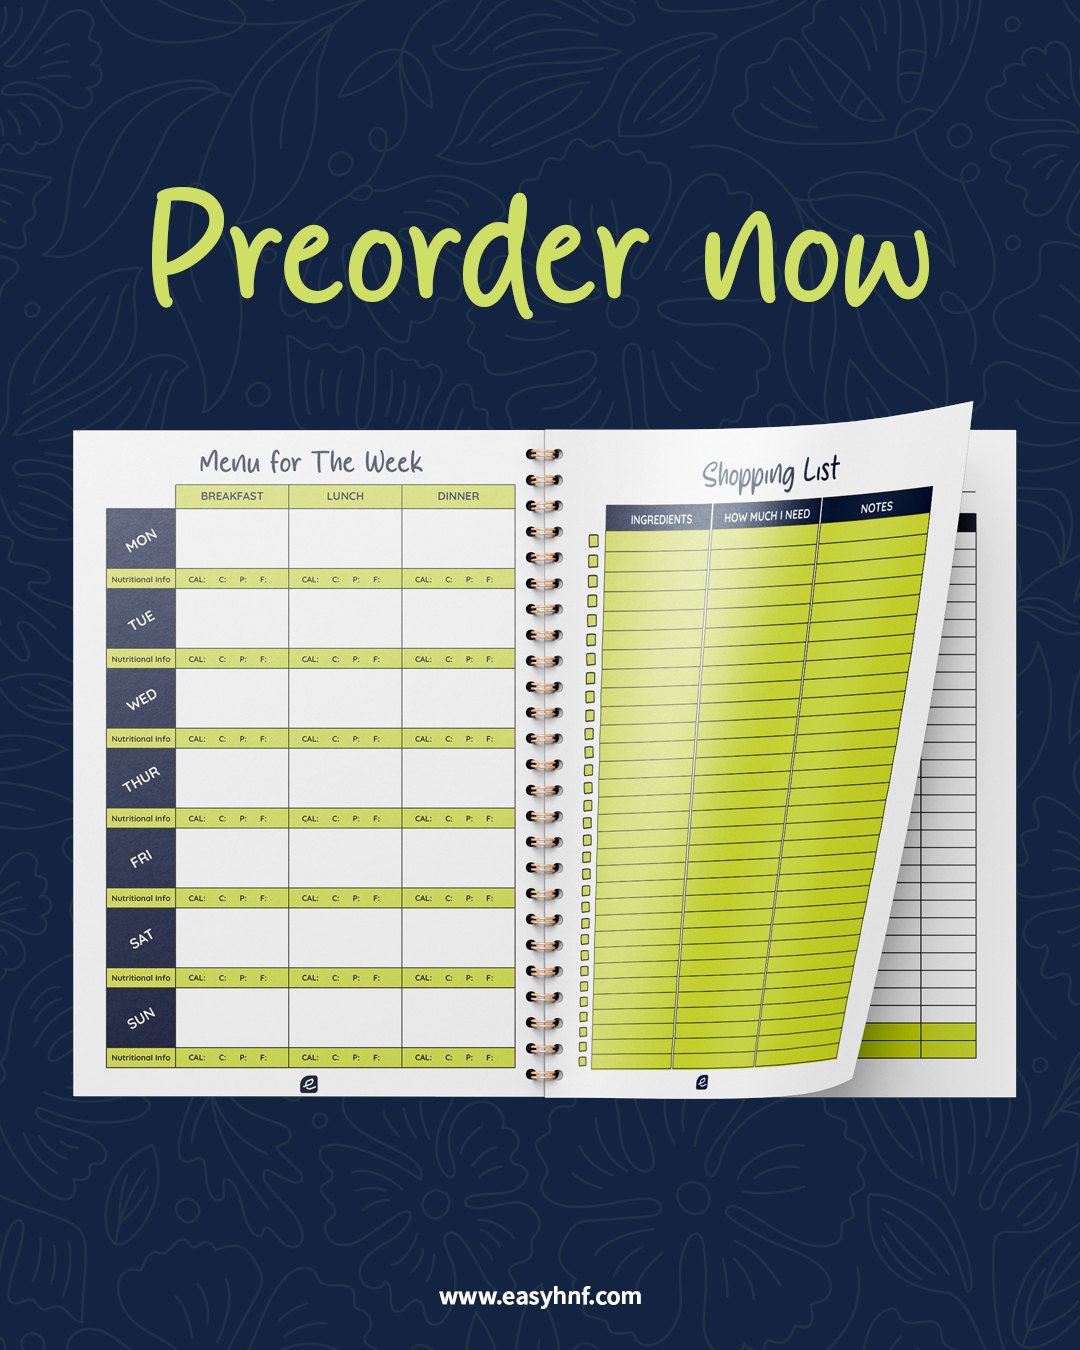 Preorder now
Menu for The Week
BREAKFAST LUNCH DINNER
MON
Nutritional Info CAL: C: P: F: CAL: C: P: F: CAL: C: P: F:
TUE
Nutritional Info CAL: C: P: F: CAL: C: P: F: CAL: C: P: F:
WED
Nutritional Info CAL: C: P: F: CAL: C: P: F: CAL: C: P: F:
THUR
Nutritional Info CAL: C: P: F: CAL: C: P: F: CAL: C: P: F:
FRI
Nutritional Info CAL: C: P: F: CAL: C: P: F: CAL: C: P: F:
SAT
Nutritional Info CAL: C: P: F: CAL: C: P: F: CAL: C: P: F:
SUN
Nutritional Info CAL: C: P: F: CAL: C: P: F: CAL: C: P: F:
e
Shopping List
INGREDIENTS HOW MUCH I NEED NOTES
e
www.easyhnf.com